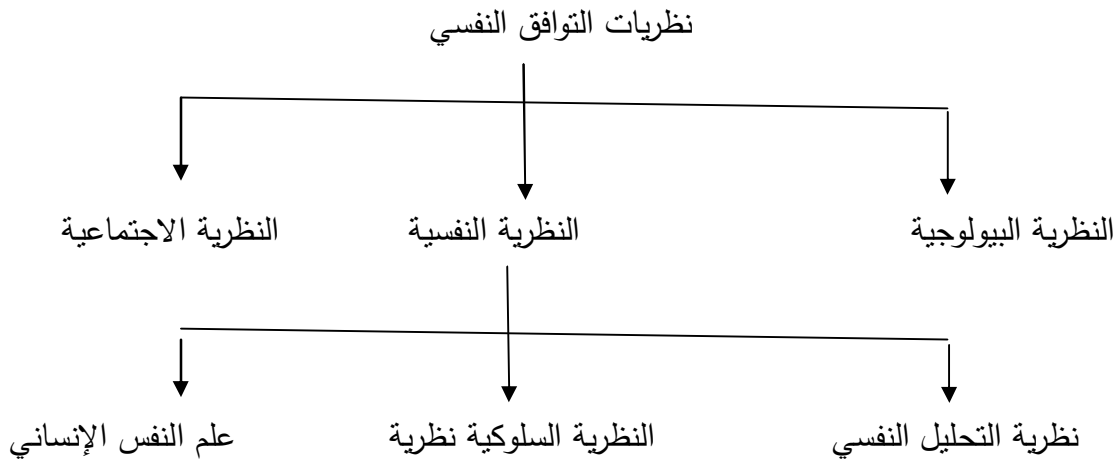 نظريات التوافق النفسي
النظرية البيولوجية النظرية النفسية النظرية الاجتماعية
نظرية التحليل النفسي النظرية السلوكية نظرية علم النفس الإنساني